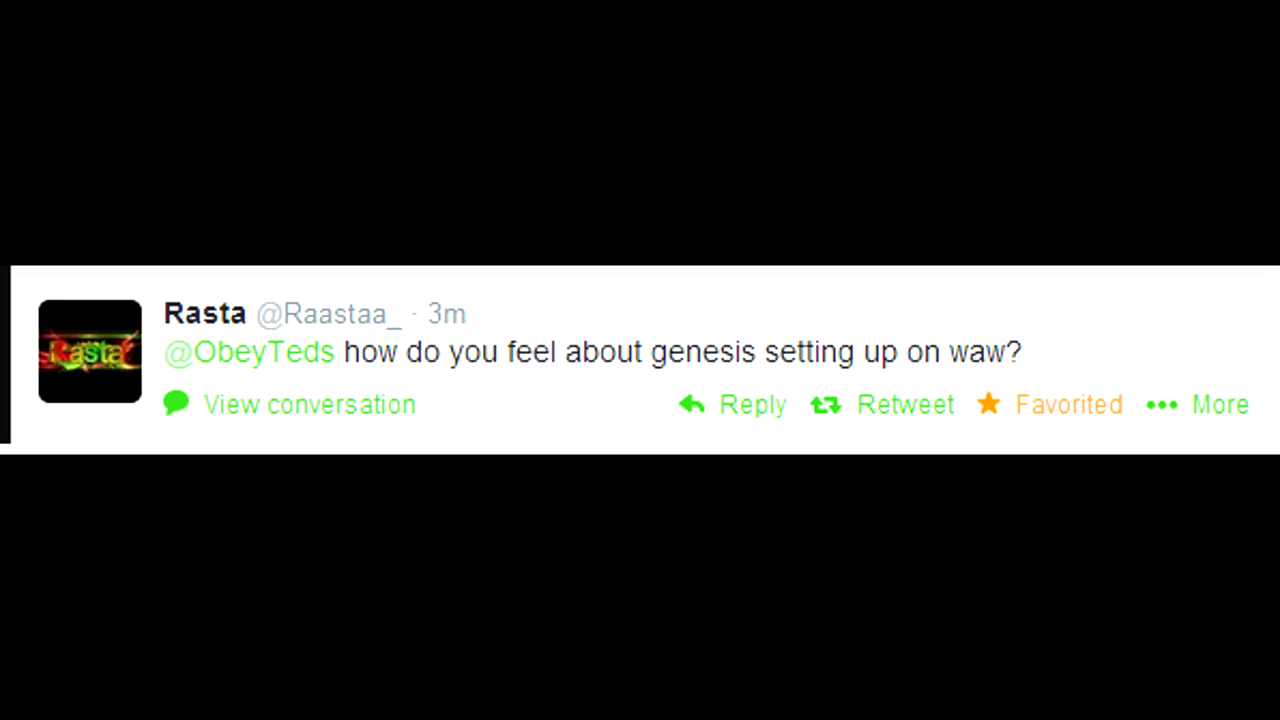 Rasta
Rasta @Raastaa_ · 3m
@ObeyTeds how do you feel about genesis setting up on waw?
View conversation Reply Retweet Favorited More